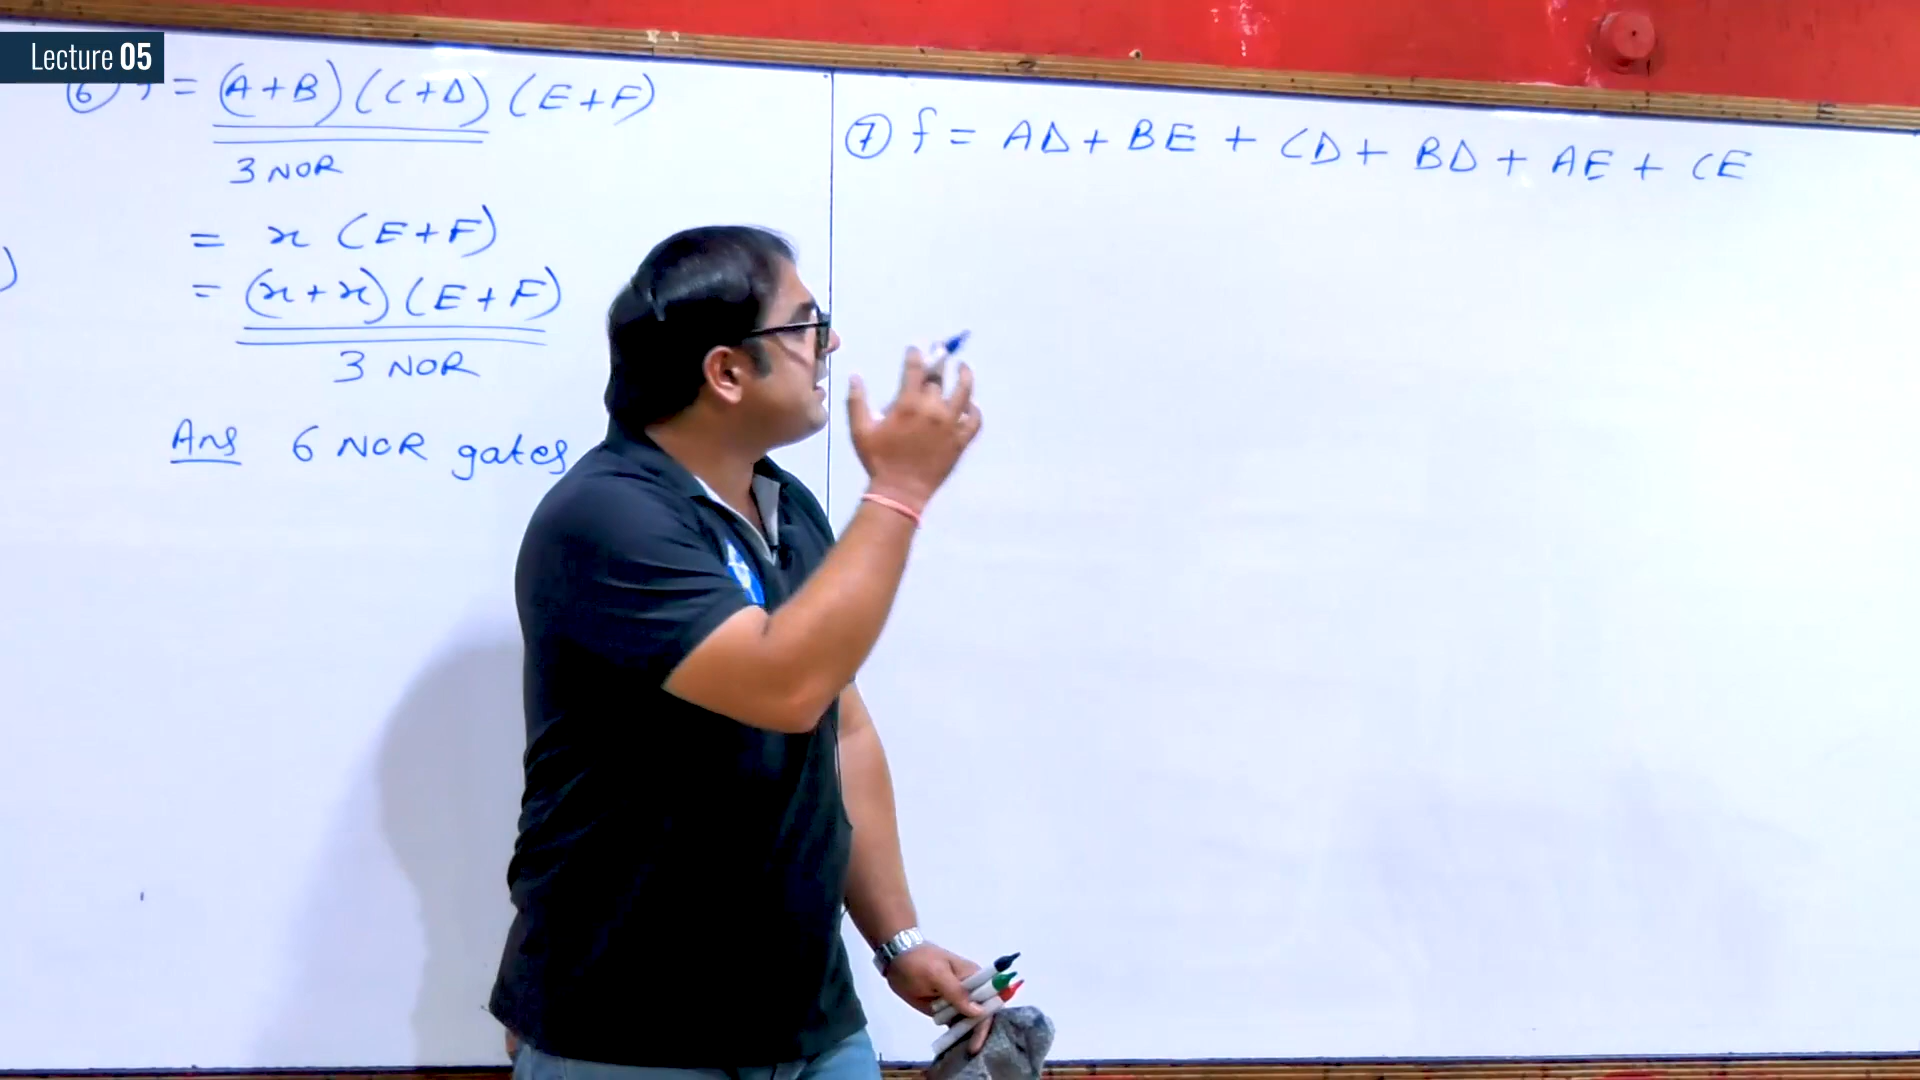 Lecture 05
⑥ f = (A+B) (C+D) (E+F)
3 NOR
= x (E+F)
= (x+x) (E+F)
3 NOR
Ans 6 NOR gates
)
⑦ f = AD + BE + CD + BD + AE + CE